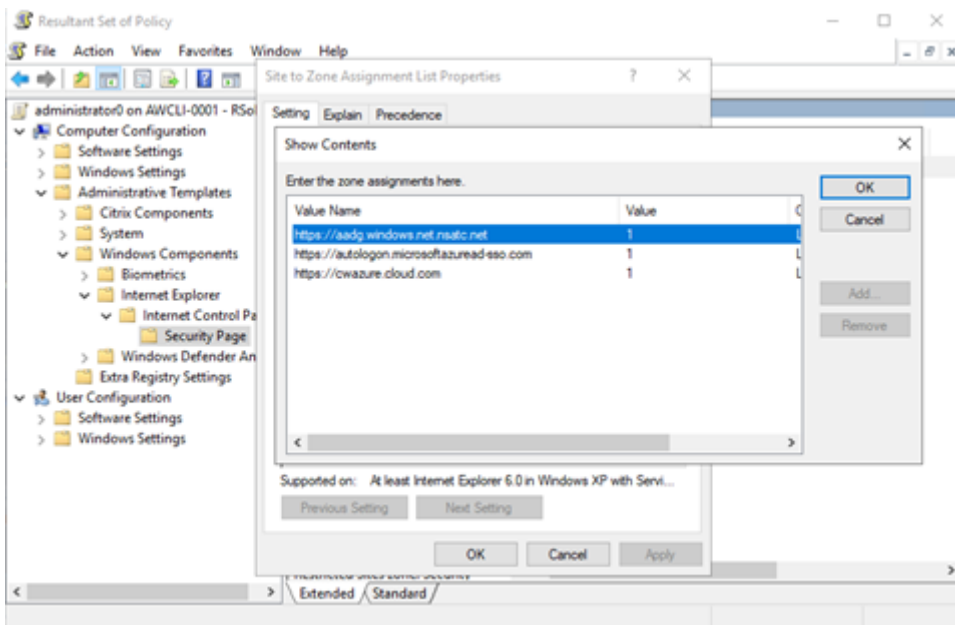 Resultant Set of Policy
File Action View Favorites Window Help
administrator0 on AWCLI-0001 - RSo
Computer Configuration
Software Settings
Windows Settings
Administrative Templates
Citrix Components
System
Windows Components
Biometrics
Internet Explorer
Internet Control Pa
Security Page
Windows Defender An
Extra Registry Settings
User Configuration
Software Settings
Windows Settings
Site to Zone Assignment List Properties
Setting Explain Precedence
Show Contents
Enter the zone assignments here.
Value Name Value
https://aadg.windows.net.nsatc.net 1
https://autologon.microsoftazuread-sso.com 1
https://cwazure.cloud.com 1
OK
Cancel
Add...
Remove
Supported on: At least Internet Explorer 6.0 in Windows XP with Servi...
Previous Setting Next Setting
OK Cancel Apply
Extended Standard